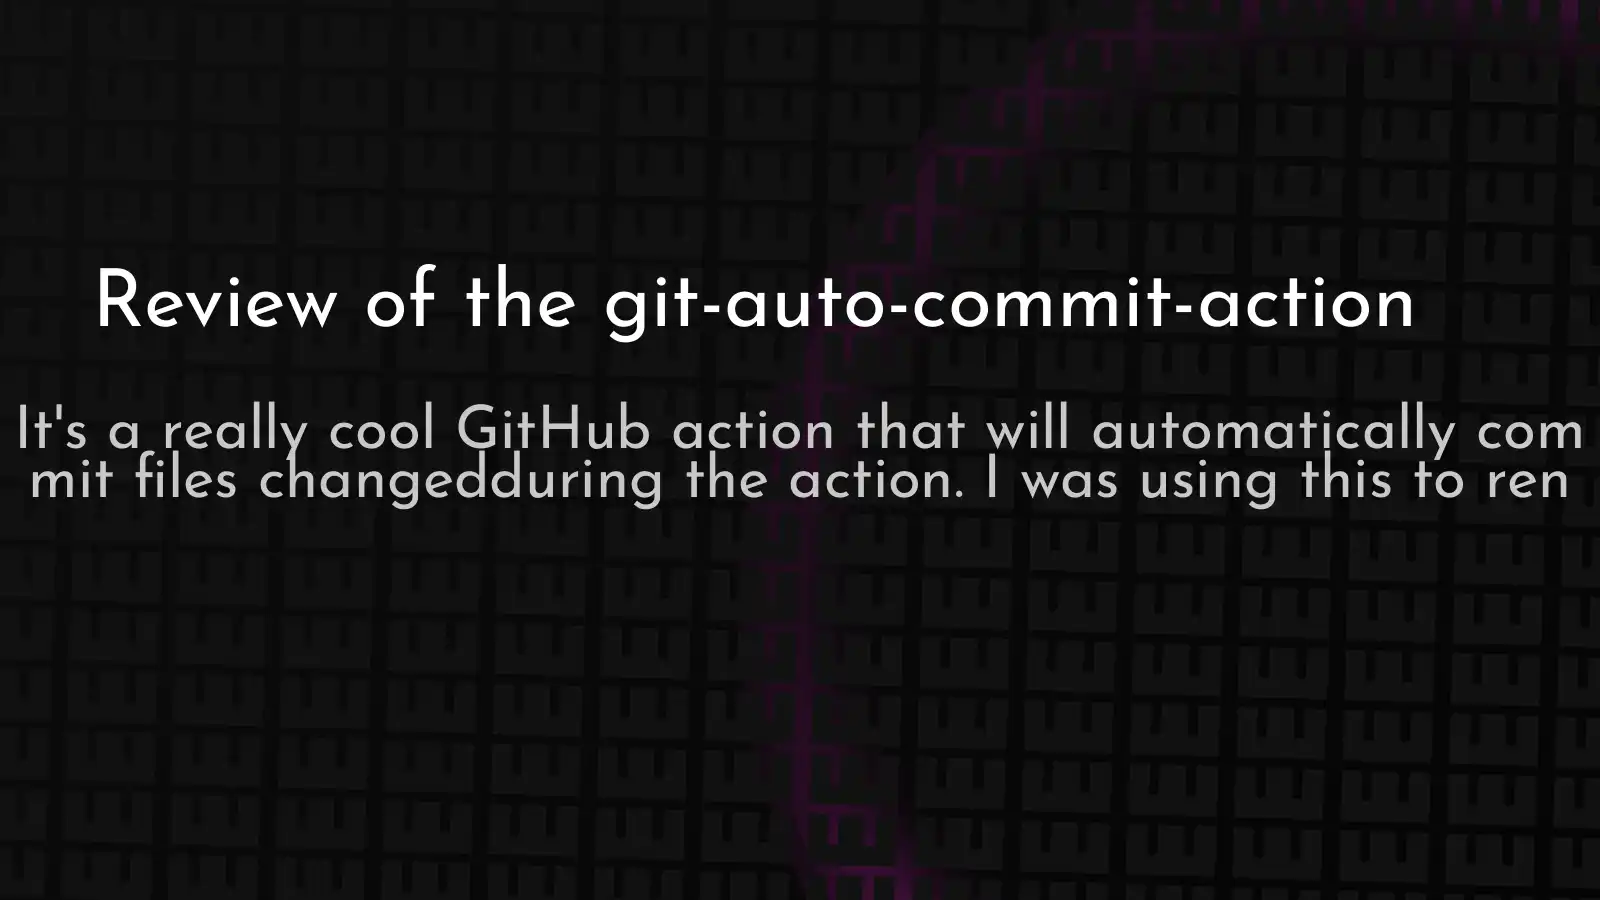 Review of the git-auto-commit-action
It's a really cool GitHub action that will automatically com
mit files changedduring the action. I was using this to ren